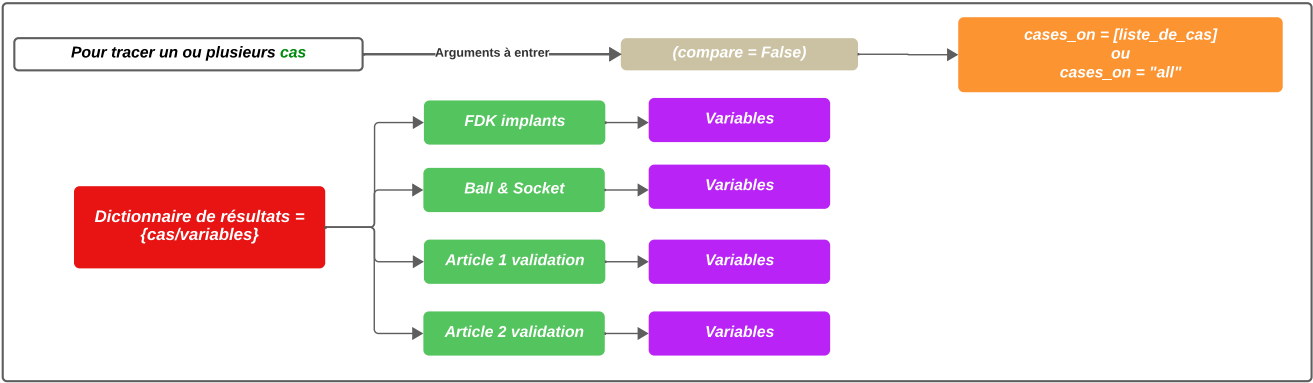 Pour tracer un ou plusieurs cas
Arguments à entrer
(compare = False)
cases_on = [liste_de_cas]
ou
cases_on = "all"
FDK implants
Variables
Ball & Socket
Variables
Dictionnaire de résultats =
{cas/variables}
Article 1 validation
Variables
Article 2 validation
Variables